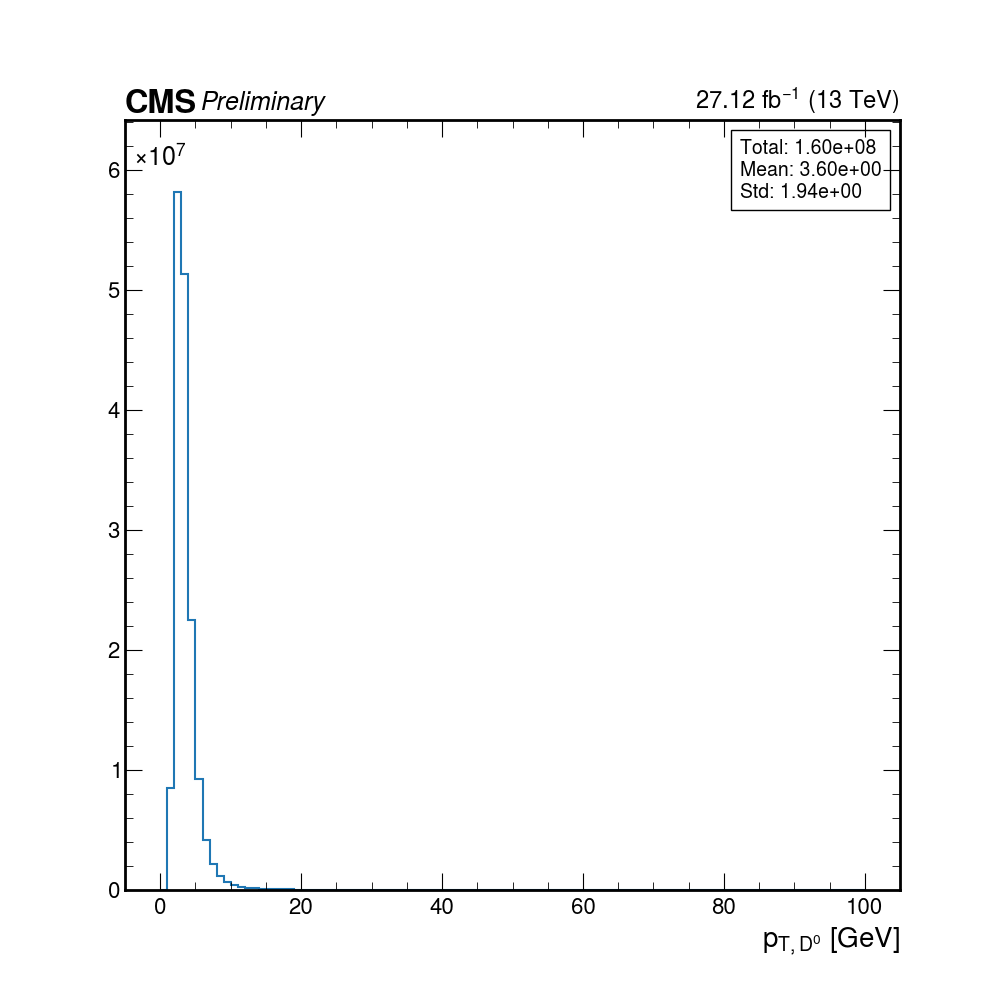 CMS Preliminary
27.12 fb⁻¹ (13 TeV)
×10⁷
Total: 1.60e+08
Mean: 3.60e+00
Std: 1.94e+00
6
5
4
3
2
1
0
0 20 40 60 80 100
p_{T, D⁰} [GeV]